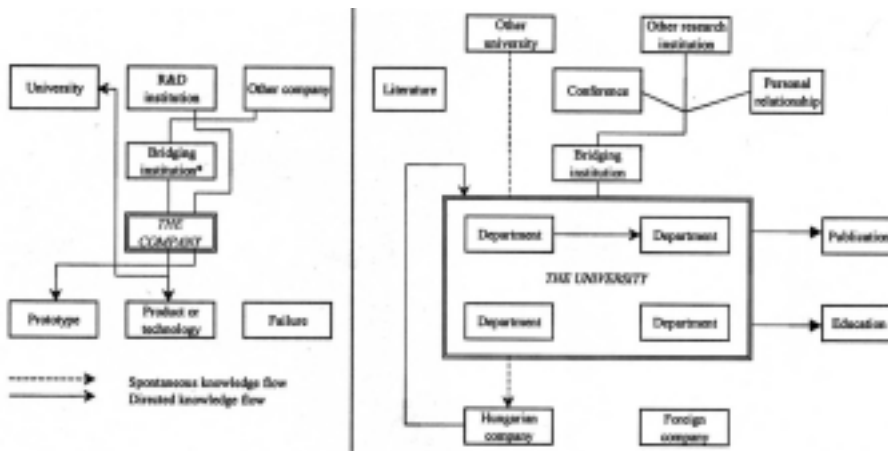 University
R&D
institution
Other company
Bridging
institution*
THE
COMPANY
Prototype
Product or
technology
Failure
Spontaneous knowledge flow
Directed knowledge flow
Other
university
Other research
institution
Literature
Conference
Personal
relationship
Bridging
institution
Department
Department
THE UNIVERSITY
Department
Department
Publication
Education
Hungarian
company
Foreign
company